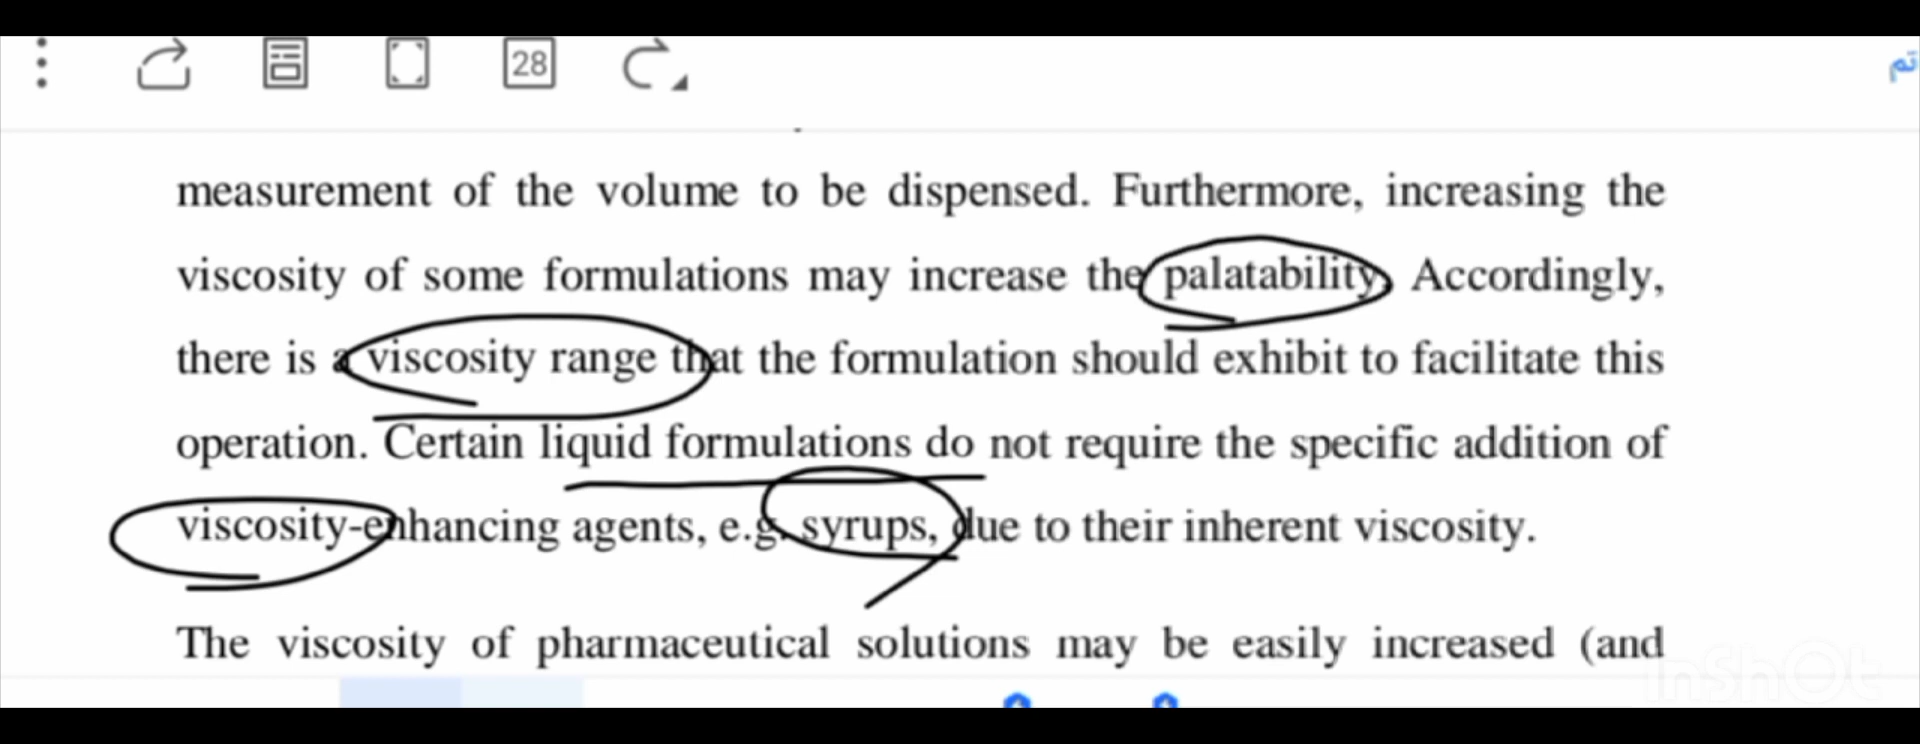 28
تم
measurement of the volume to be dispensed. Furthermore, increasing the
viscosity of some formulations may increase the palatability. Accordingly,
there is a viscosity range that the formulation should exhibit to facilitate this
operation. Certain liquid formulations do not require the specific addition of
viscosity-enhancing agents, e.g. syrups, due to their inherent viscosity.
The viscosity of pharmaceutical solutions may be easily increased (and
InShOt